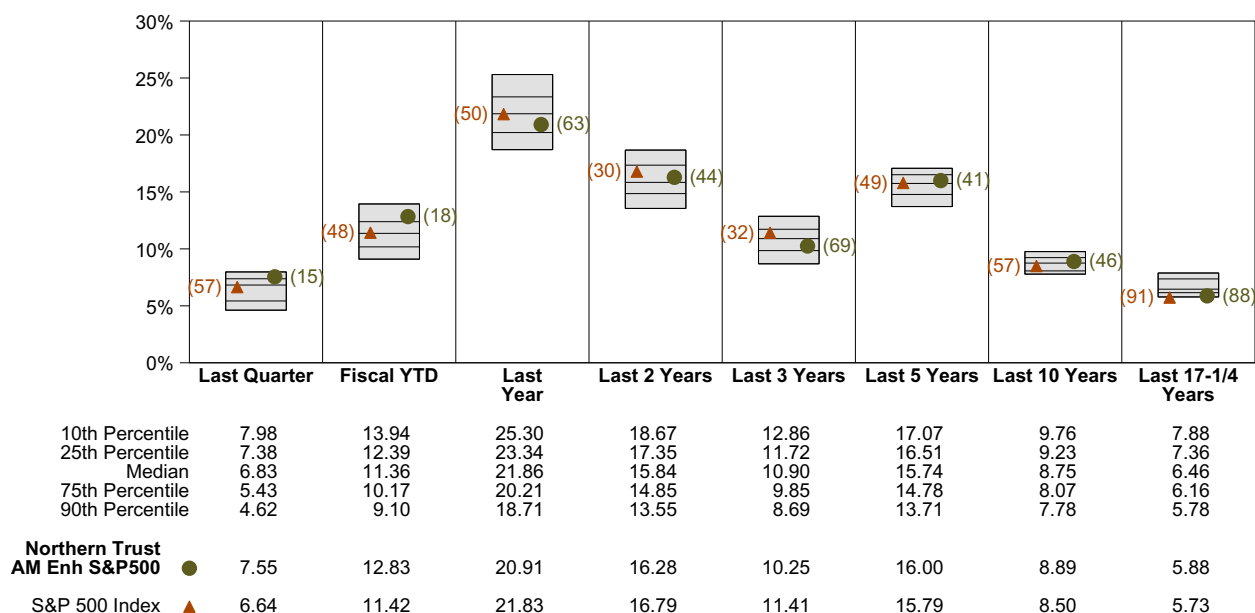 30%
25%
20%
15%
10%
5%
0%
(57) (15)
(48) (18)
(50) (63)
(30) (44)
(32) (69)
(49) (41)
(57) (46)
(91) (88)
Last Quarter Fiscal YTD Last Year Last 2 Years Last 3 Years Last 5 Years Last 10 Years Last 17-1/4 Years
10th Percentile 7.98 13.94 25.30 18.67 12.86 17.07 9.76 7.88
25th Percentile 7.38 12.39 23.34 17.35 11.72 16.51 9.23 7.36
Median 6.83 11.36 21.86 15.84 10.90 15.74 8.75 6.46
75th Percentile 5.43 10.17 20.21 14.85 9.85 14.78 8.07 6.16
90th Percentile 4.62 9.10 18.71 13.55 8.69 13.71 7.78 5.78
Northern Trust
AM Enh S&P500 7.55 12.83 20.91 16.28 10.25 16.00 8.89 5.88
S&P 500 Index 6.64 11.42 21.83 16.79 11.41 15.79 8.50 5.73